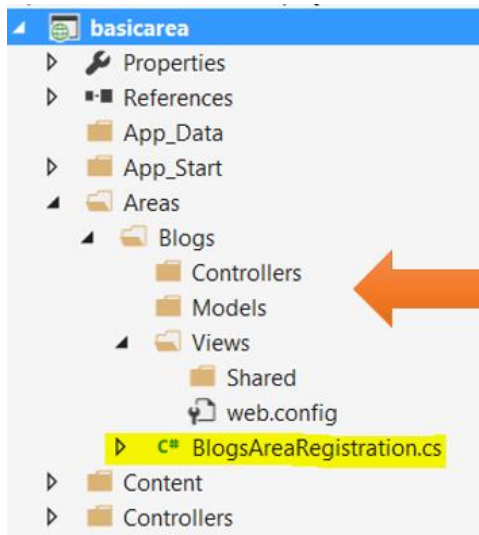 basicarea
Properties
References
App_Data
App_Start
Areas
Blogs
Controllers
Models
Views
Shared
web.config
C# BlogsAreaRegistration.cs
Content
Controllers